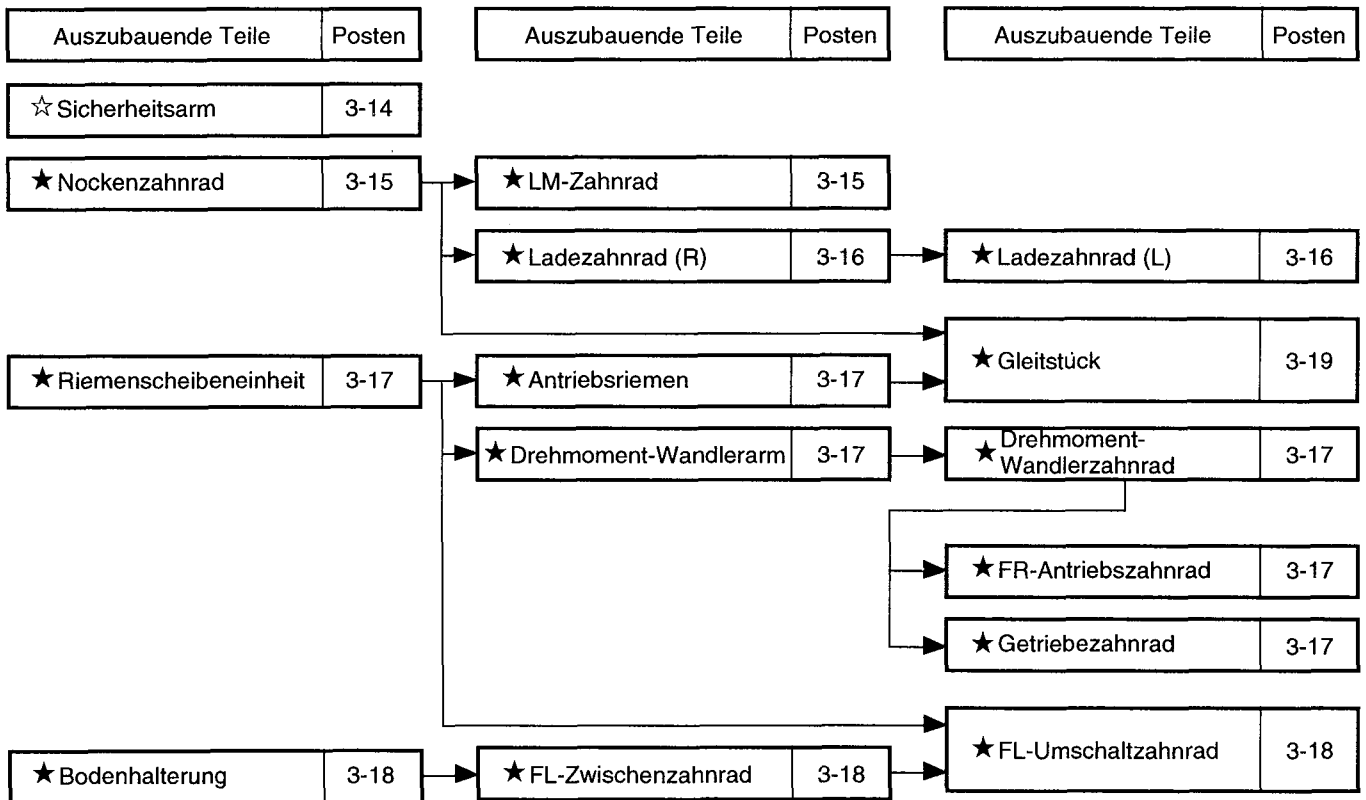 Auszubauende Teile Posten Auszubauende Teile Posten Auszubauende Teile Posten
☆Sicherheitsarm 3-14
★Nockenzahnrad 3-15 ★LM-Zahnrad 3-15
★Ladezahnrad (R) 3-16 ★Ladezahnrad (L) 3-16
★Gleitstück 3-19
★Riemenscheibeneinheit 3-17 ★Antriebsriemen 3-17
★Drehmoment-Wandlerarm 3-17 ★Drehmoment-
Wandlerzahnrad 3-17
★FR-Antriebszahnrad 3-17
★Getriebezahnrad 3-17
★FL-Umschaltzahnrad 3-18
★Bodenhalterung 3-18 ★FL-Zwischenzahnrad 3-18